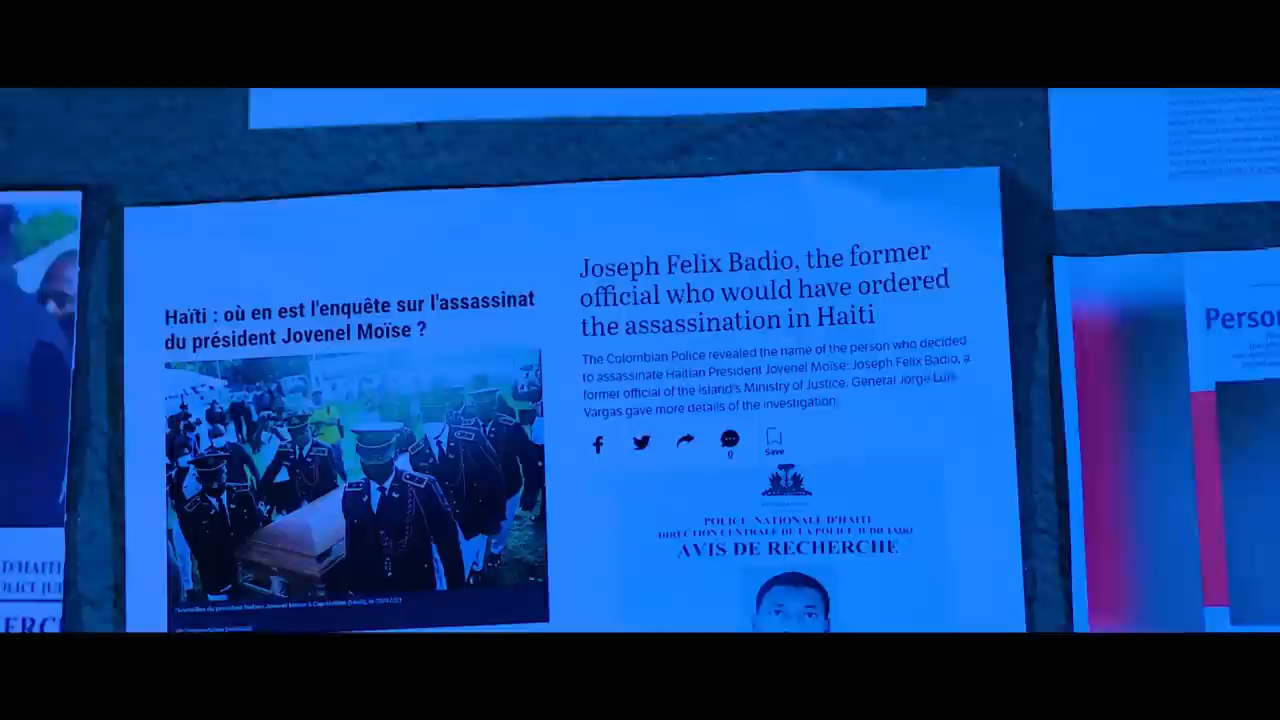 Haïti : où en est l'enquête sur l'assassinat
du président Jovenel Moïse ?
Joseph Felix Badio, the former
official who would have ordered
the assassination in Haiti
The Colombian Police revealed the name of the person who decided
to assassinate Haitian President Jovenel Moïse: Joseph Felix Badio, a
former official of the island's Ministry of Justice. General Jorge Luis
Vargas gave more details of the investigation.
0
Save
POLICE NATIONALE D'HAITI
DIRECTION CENTRALE DE LA POLICE JUDICIAIRE
AVIS DE RECHERCHE
D'HAITI
Person